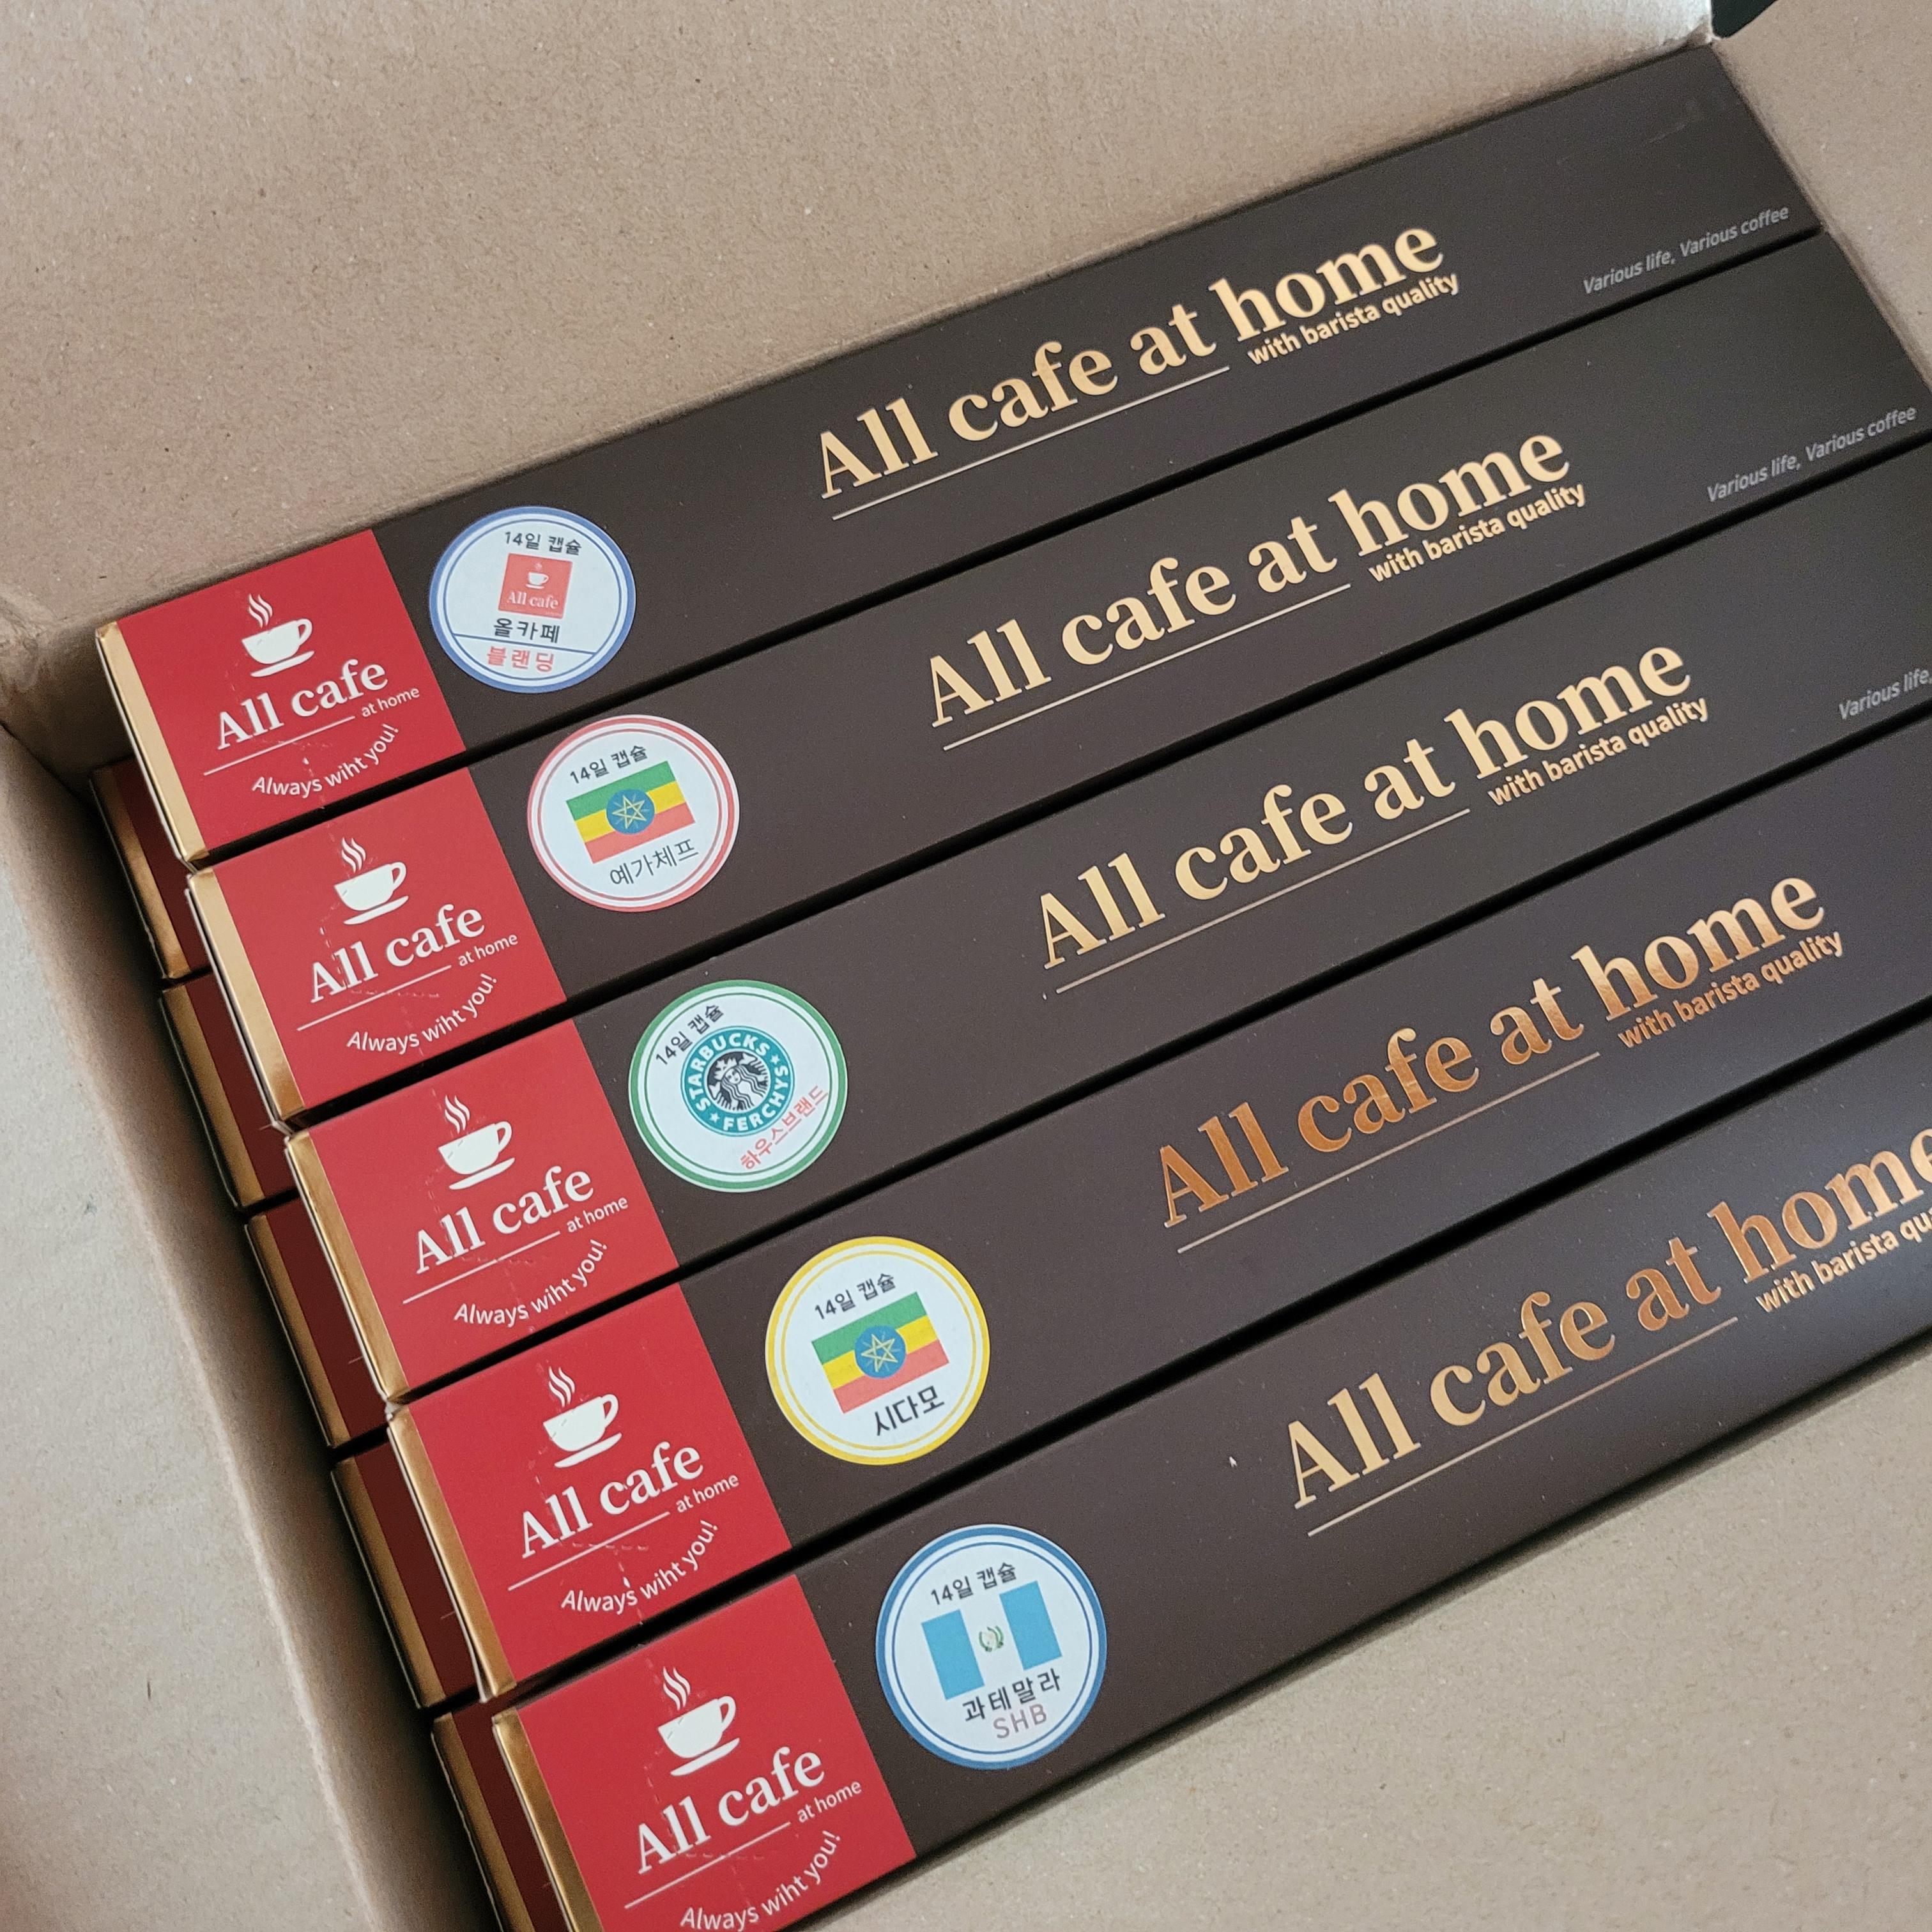 All cafe at home
with barista quality
Various life, Various coffee
14일 캡슐
All cafe
올카페
블랜딩
All cafe
at home
Always wiht you!
All cafe at home
with barista quality
Various life, Various coffee
14일 캡슐
예가체프
All cafe
at home
Always wiht you!
All cafe at home
with barista quality
Various life,
14일 캡슐
STARBUCKS
FERCHYS
하우스브랜드
All cafe
at home
Always wiht you!
All cafe at home
with barista quality
14일 캡슐
시다모
All cafe
at home
Always wiht you!
All cafe at home
with barista qu
14일 캡슐
과테말라
SHB
All cafe
at home
Always wiht you!